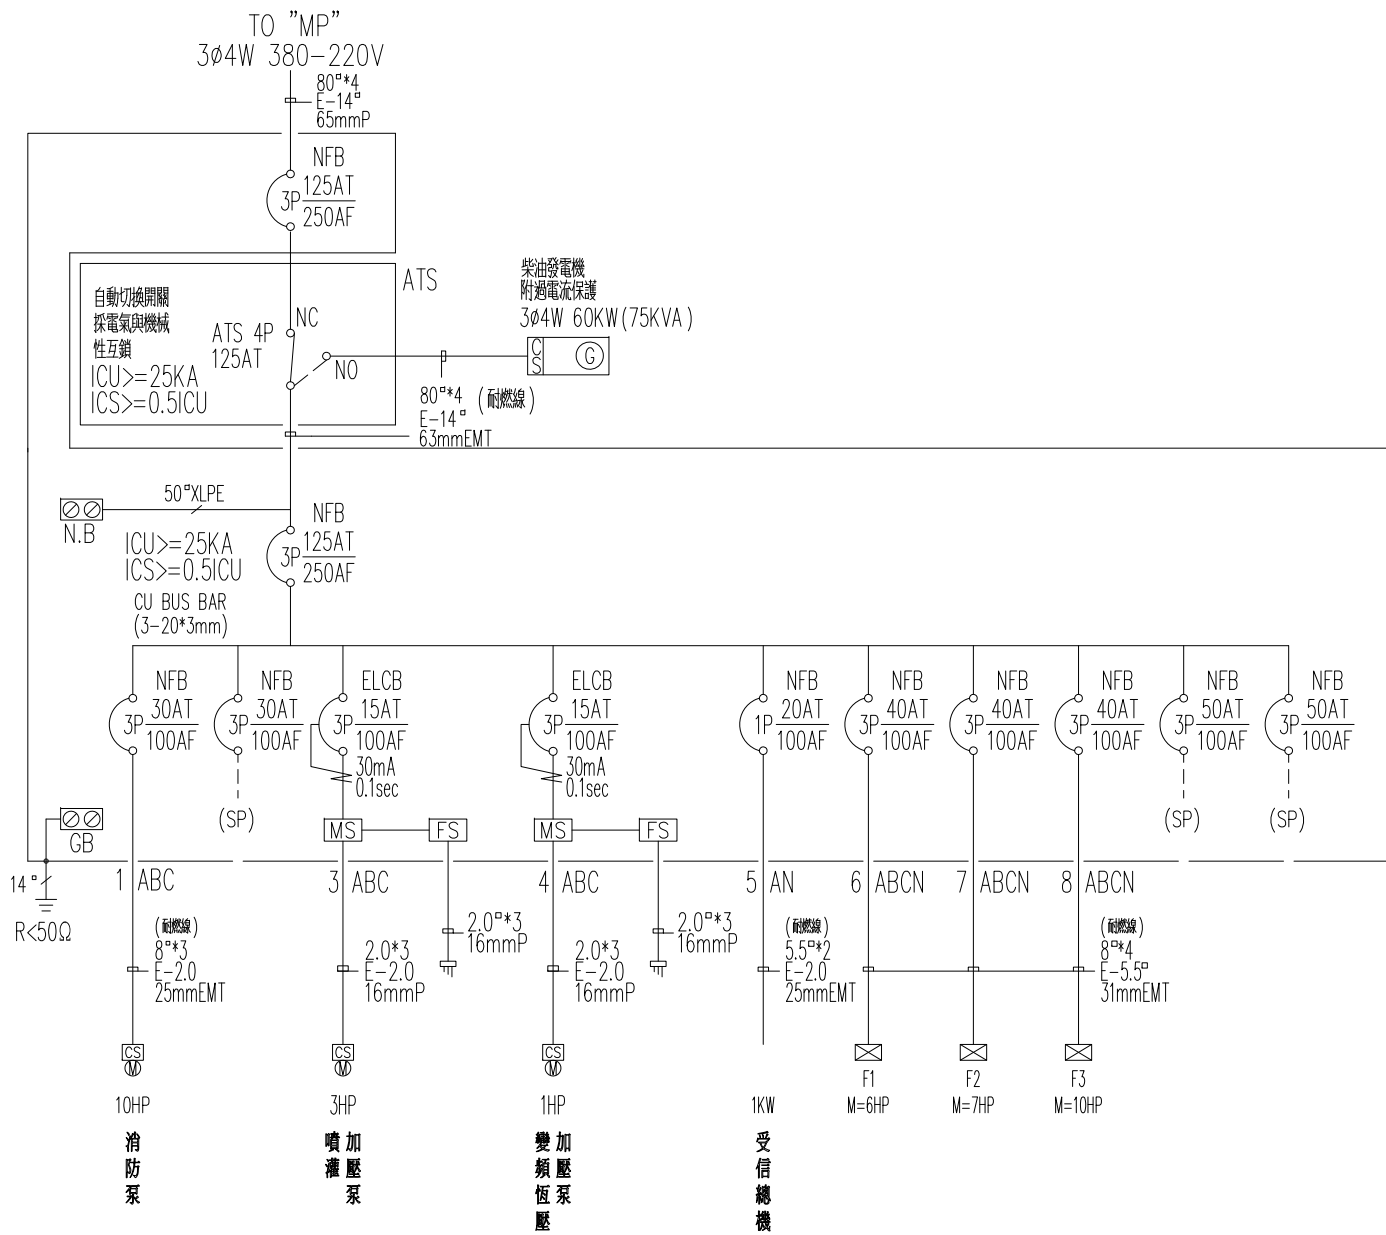 TO ”MP”
3ø4W 380-220V
80□*4
E-14□
65mmP
NFB
3P 125AT
250AF
ATS
自動切換開關
採電氣與機械
性互鎖
ICU>=25KA
ICS>=0.5ICU
ATS 4P
125AT
NC
NO
柴油發電機
附過電流保護
3ø4W 60KW(75KVA)
CS
G
80□*4 (耐燃線)
E-14□
63mmEMT
50□XLPE
N.B
ICU>=25KA
ICS>=0.5ICU
NFB
3P 125AT
250AF
CU BUS BAR
(3-20*3mm)
NFB
3P 30AT
100AF
NFB
3P 30AT
100AF
(SP)
ELCB
3P 15AT
100AF
30mA
0.1sec
MS
FS
ELCB
3P 15AT
100AF
30mA
0.1sec
MS
FS
NFB
1P 20AT
100AF
NFB
3P 40AT
100AF
NFB
3P 40AT
100AF
NFB
3P 40AT
100AF
NFB
3P 50AT
100AF
(SP)
NFB
3P 50AT
100AF
(SP)
GB
14□
R<50Ω
1 ABC
3 ABC
4 ABC
5 AN
6 ABCN
7 ABCN
8 ABCN
(耐燃線)
8□*3
E-2.0
25mmEMT
2.0*3
E-2.0
16mmP
2.0□*3
16mmP
2.0*3
E-2.0
16mmP
2.0□*3
16mmP
(耐燃線)
5.5□*2
E-2.0
25mmEMT
(耐燃線)
8□*4
E-5.5□
31mmEMT
CS
M
10HP
消防泵
CS
M
3HP
噴灌
加壓泵
CS
M
1HP
變頻恆壓
加壓泵
1KW
受信總機
F1
M=6HP
F2
M=7HP
F3
M=10HP